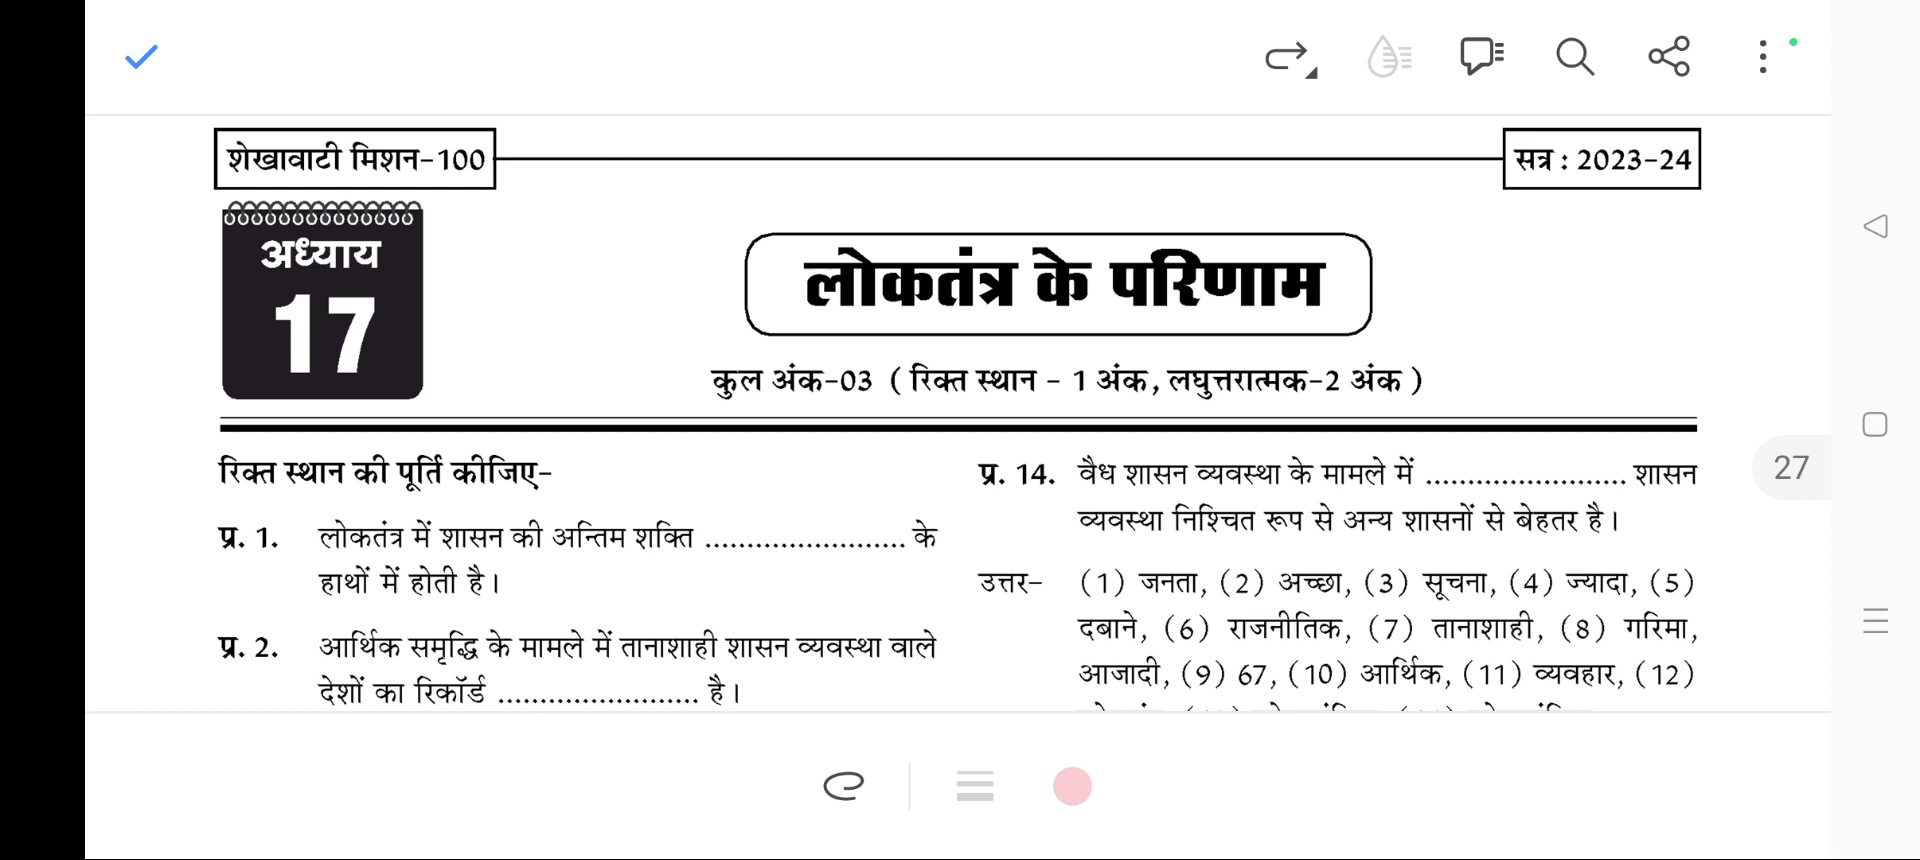 शेखावाटी मिशन-100
सत्र : 2023-24
अध्याय
17
लोकतंत्र के परिणाम
कुल अंक-03 ( रिक्त स्थान - 1 अंक, लघुत्तरात्मक-2 अंक )
रिक्त स्थान की पूर्ति कीजिए-
प्र. 1. लोकतंत्र में शासन की अन्तिम शक्ति ........................ के
हाथों में होती है।
प्र. 2. आर्थिक समृद्धि के मामले में तानाशाही शासन व्यवस्था वाले
देशों का रिकॉर्ड ........................ है।
प्र. 14. वैध शासन व्यवस्था के मामले में ........................ शासन
व्यवस्था निश्चित रूप से अन्य शासनों से बेहतर है।
उत्तर- (1) जनता, (2) अच्छा, (3) सूचना, (4) ज्यादा, (5)
दबाने, (6) राजनीतिक, (7) तानाशाही, (8) गरिमा,
आजादी, (9) 67, (10) आर्थिक, (11) व्यवहार, (12)
27